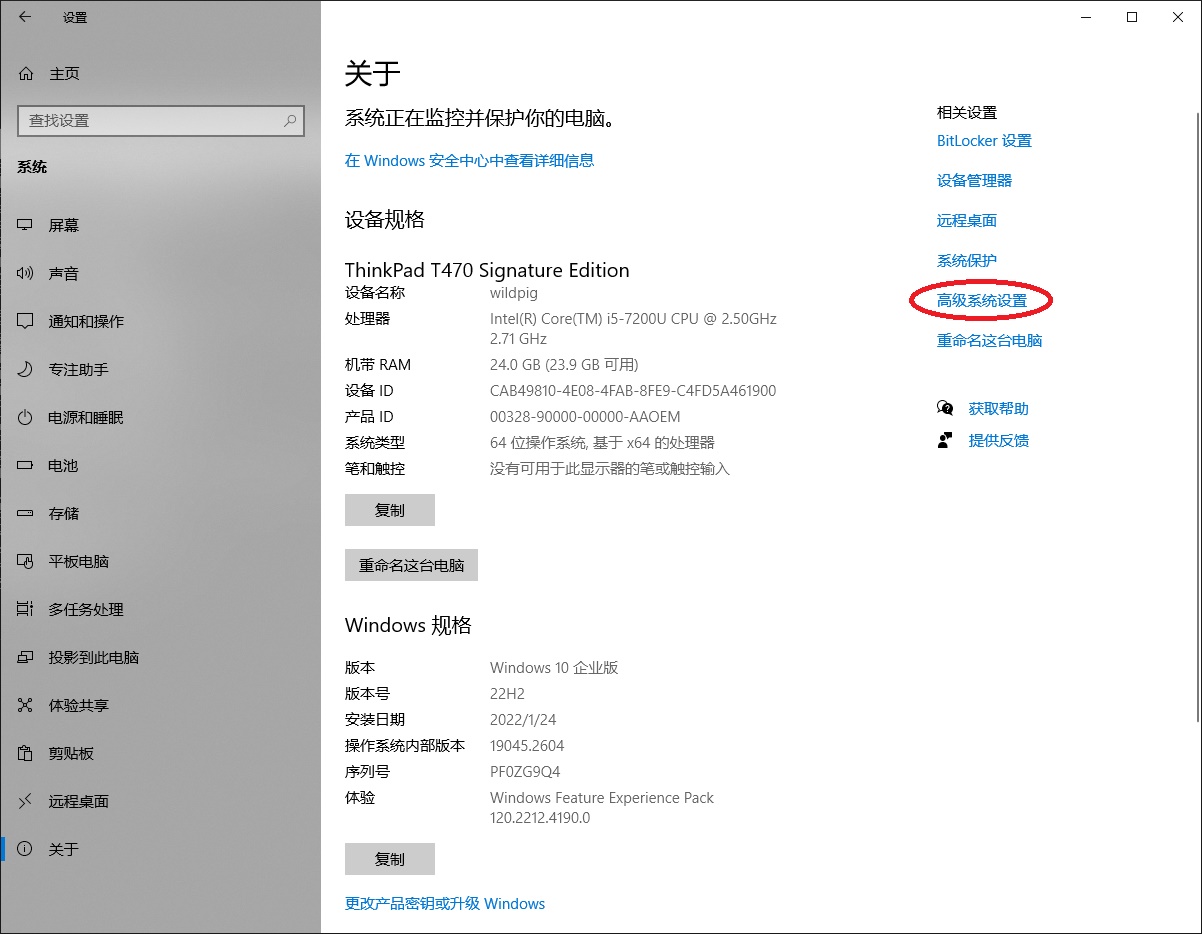 设置
主页
查找设置
系统
屏幕
声音
通知和操作
专注助手
电源和睡眠
电池
存储
平板电脑
多任务处理
投影到此电脑
体验共享
剪贴板
远程桌面
关于
关于
系统正在监控并保护你的电脑。
在 Windows 安全中心中查看详细信息
设备规格
ThinkPad T470 Signature Edition
设备名称 wildpig
处理器 Intel(R) Core(TM) i5-7200U CPU @ 2.50GHz
2.71 GHz
机带 RAM 24.0 GB (23.9 GB 可用)
设备 ID CAB49810-4E08-4FAB-8FE9-C4FD5A461900
产品 ID 00328-90000-00000-AAOEM
系统类型 64 位操作系统, 基于 x64 的处理器
笔和触控 没有可用于此显示器的笔或触控输入
复制
重命名这台电脑
Windows 规格
版本 Windows 10 企业版
版本号 22H2
安装日期 2022/1/24
操作系统内部版本 19045.2604
序列号 PF0ZG9Q4
体验 Windows Feature Experience Pack
120.2212.4190.0
复制
更改产品密钥或升级 Windows
相关设置
BitLocker 设置
设备管理器
远程桌面
系统保护
高级系统设置
重命名这台电脑
获取帮助
提供反馈